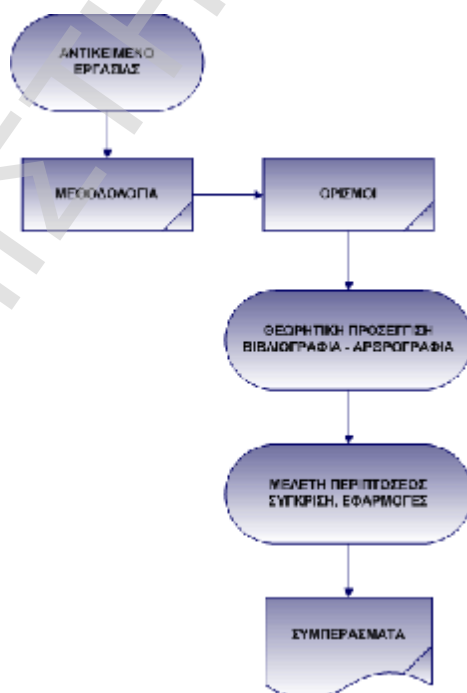 ΑΝΤΙΚΕΙΜΕΝΟ
ΕΡΓΑΣΙΑΣ
ΜΕΘΟΔΟΛΟΓΙΑ
ΟΡΙΣΜΟΙ
ΘΕΩΡΗΤΙΚΗ ΠΡΟΣΕΓΓΙΣΗ
ΒΙΒΛΙΟΓΡΑΦΙΑ - ΑΡΘΡΟΓΡΑΦΙΑ
ΜΕΛΕΤΗ ΠΕΡΙΠΤΩΣΕΩΣ
ΣΥΓΚΡΙΣΗ, ΕΦΑΡΜΟΓΕΣ
ΣΥΜΠΕΡΑΣΜΑΤΑ